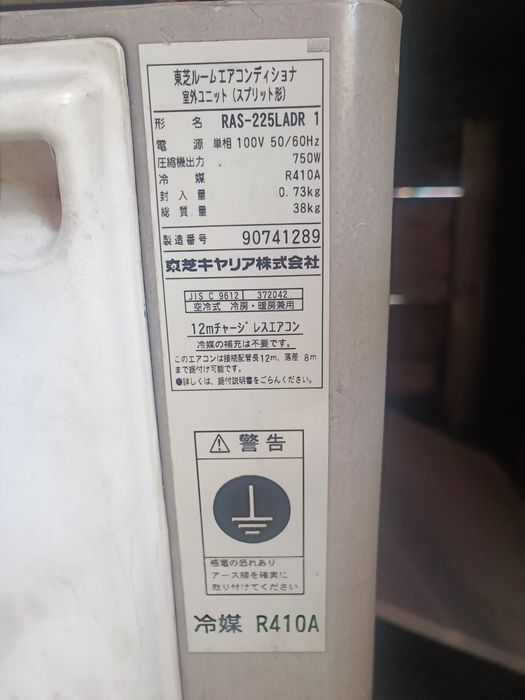 東芝ルームエアコンディショナ
室外ユニット(スプリット形)
形 名 RAS-225LADR 1
電 源 単相 100V 50/60Hz
圧縮機出力 750W
冷 媒 R410A
封 入 量 0.73kg
総 質 量 38kg
製造番号 90741289
東芝キヤリア株式会社
JIS C 9612 372042
空冷式 冷房・暖房兼用
12mチャージレスエアコン
冷媒の補充は不要です。
このエアコンは接続配管長12m、落差 8m
まで据付け可能です。
●詳しくは、据付説明書をごらんください。
⚠ 警告
感電の恐れあり
アース線を確実に
取り付けてください
冷媒 R410A